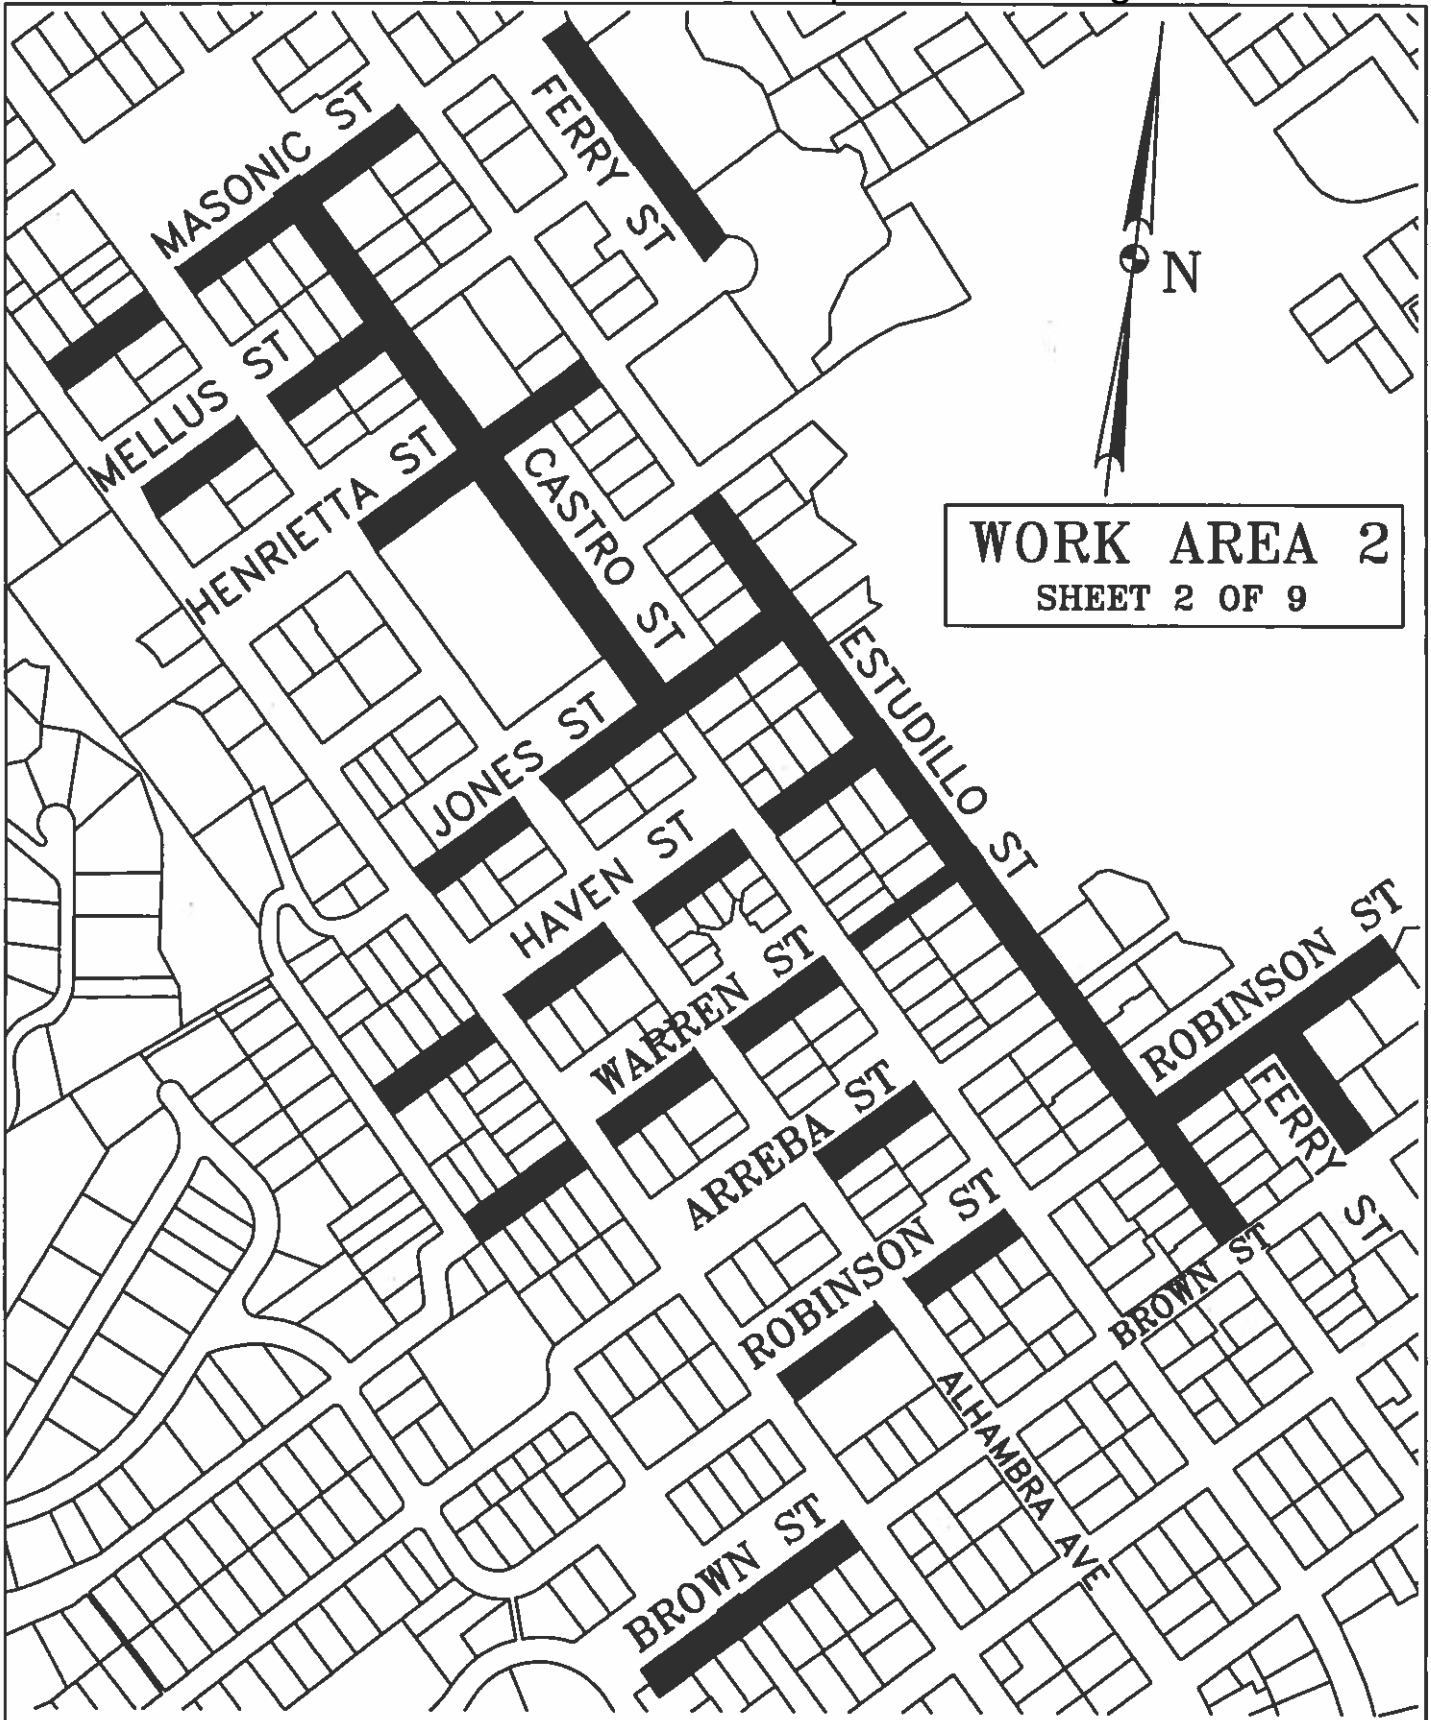 MASONIC ST
FERRY ST
N
MELLUS ST
HENRIETTA ST
CASTRO ST
WORK AREA 2
SHEET 2 OF 9
JONES ST
ESTUDILLO ST
HAVEN ST
WARREN ST
ROBINSON ST
ARREBA ST
FERRY ST
ROBINSON ST
BROWN ST
ALHAMBRA AVE
BROWN ST